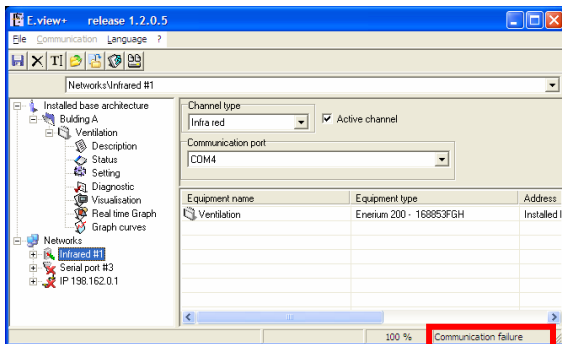 E.view+ release 1.2.0.5
File Communication Language ?
Networks\Infrared #1
Installed base architecture
Bulding A
Ventilation
Description
Status
Setting
Diagnostic
Visualisation
Real time Graph
Graph curves
Networks
Infrared #1
Serial port #3
IP 198.162.0.1
Channel type
Infra red
Active channel
Communication port
COM4
Equipment name Equipment type Address
Ventilation Enerium 200 - 168853FGH Installed I
100 % Communication failure